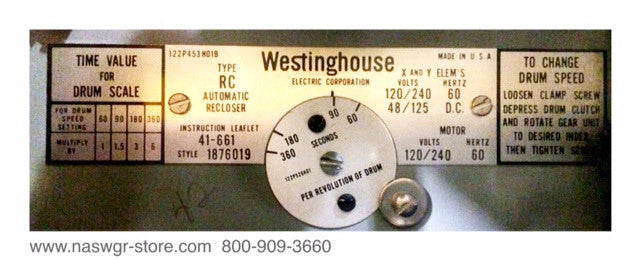 TIME VALUE
FOR
DRUM SCALE
FOR DRUM
SPEED
SETTING
60 90 180 360
MULTIPLY
BY
1 1.5 3 6
122P453H01B
TYPE
RC
AUTOMATIC
RECLOSER
INSTRUCTION LEAFLET
41-661
STYLE 1876019
Westinghouse
ELECTRIC CORPORATION
MADE IN U.S.A
X AND Y ELEM'S.
VOLTS HERTZ
120/240 60
48/125 D.C.
MOTOR
VOLTS HERTZ
120/240 60
90
60
180
360
SECONDS
122P526H01
PER REVOLUTION OF DRUM
TO CHANGE
DRUM SPEED
LOOSEN CLAMP SCREW
DEPRESS DRUM CLUTCH
AND ROTATE GEAR UNIT
TO DESIRED INDEX
THEN TIGHTEN
www.naswgr-store.com 800-909-3660